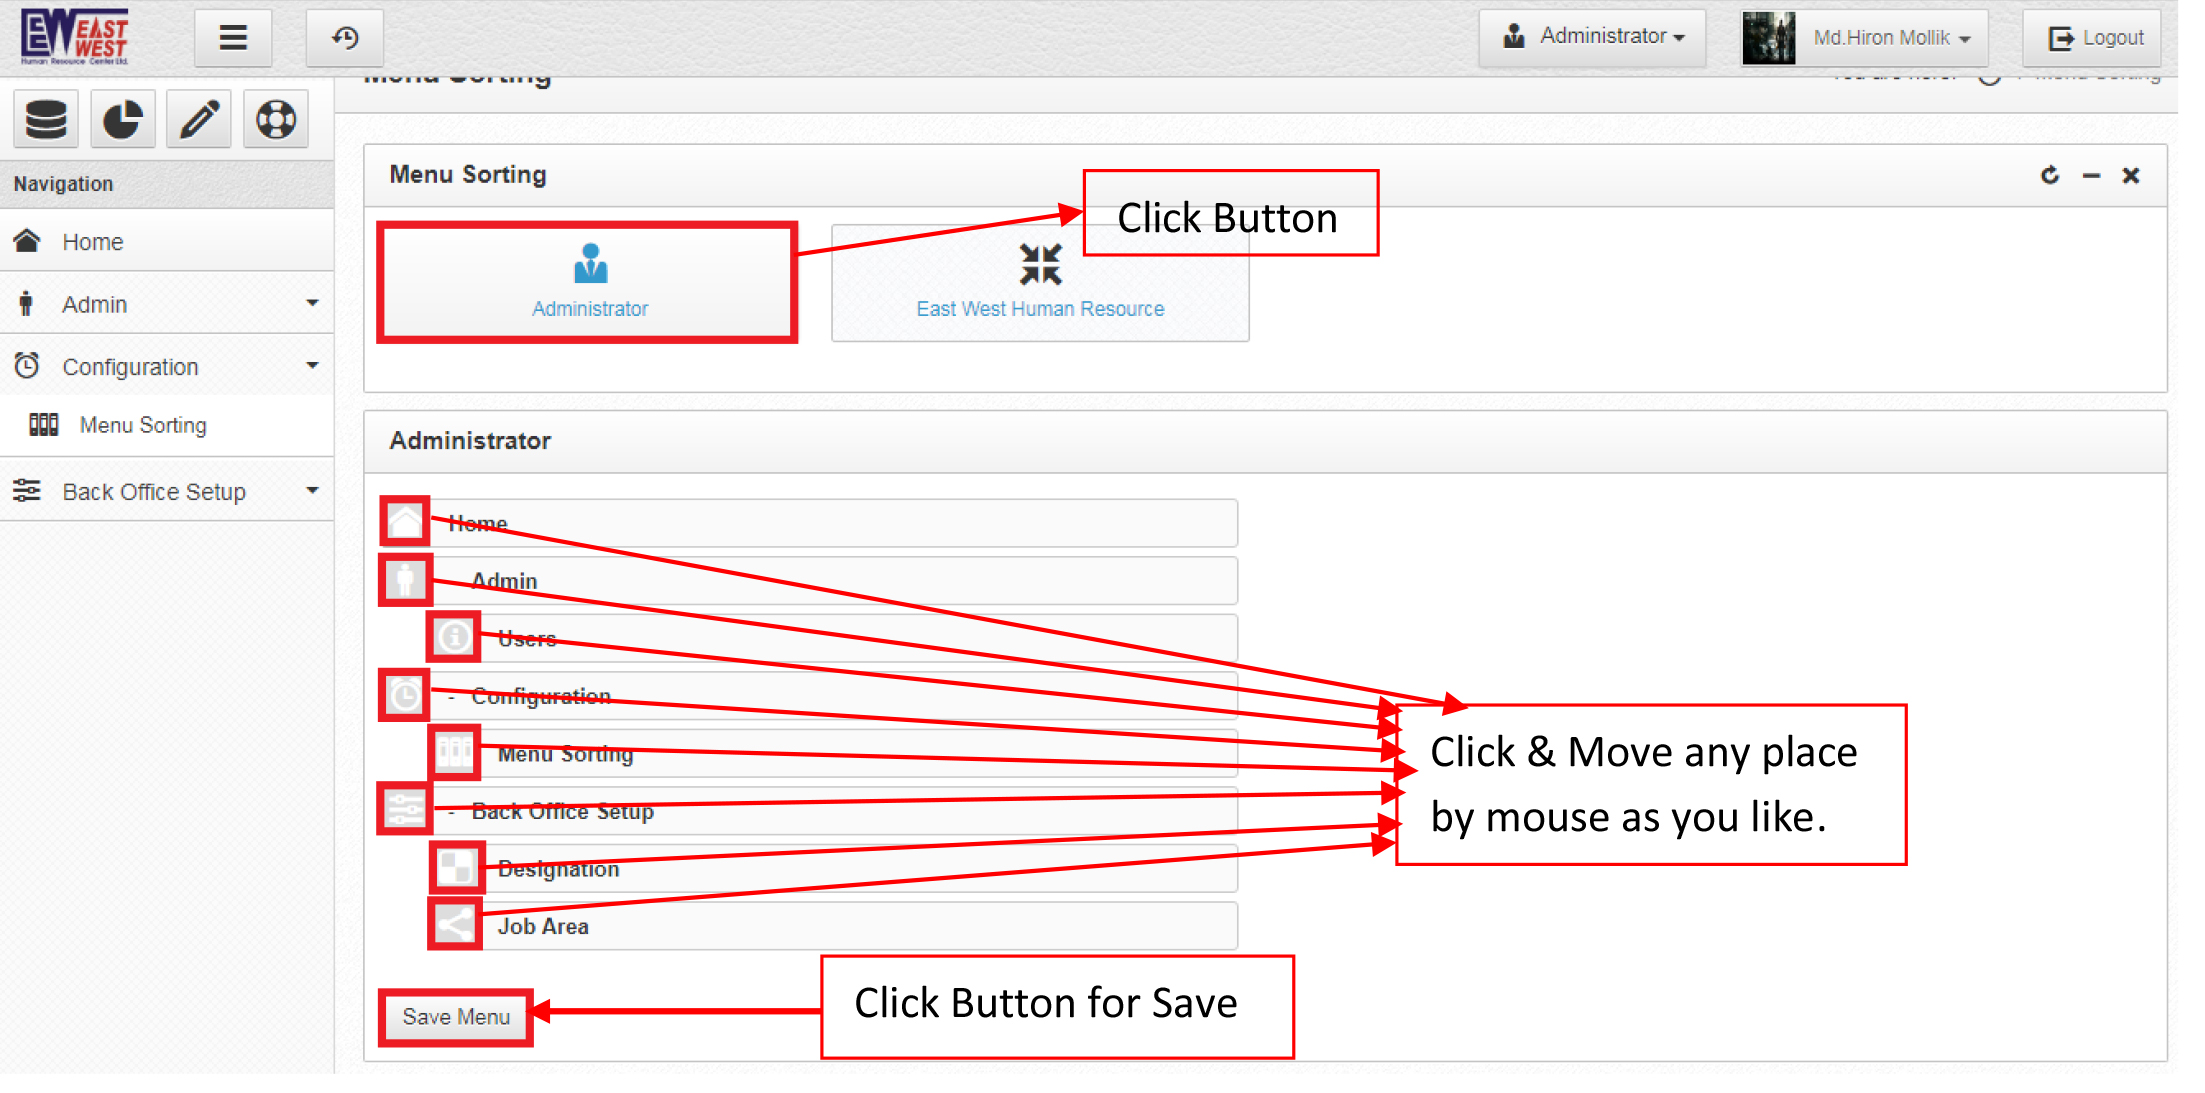 EW EAST
WEST
Human Resource Center Ltd.
Administrator
Md.Hiron Mollik
Logout
Menu Sorting
You are here: / Menu Sorting
Navigation
Home
Admin
Configuration
Menu Sorting
Back Office Setup
Menu Sorting
Click Button
Administrator
East West Human Resource
Administrator
Home
Admin
Users
- Configuration
Menu Sorting
- Back Office Setup
Designation
Job Area
Click & Move any place
by mouse as you like.
Save Menu
Click Button for Save